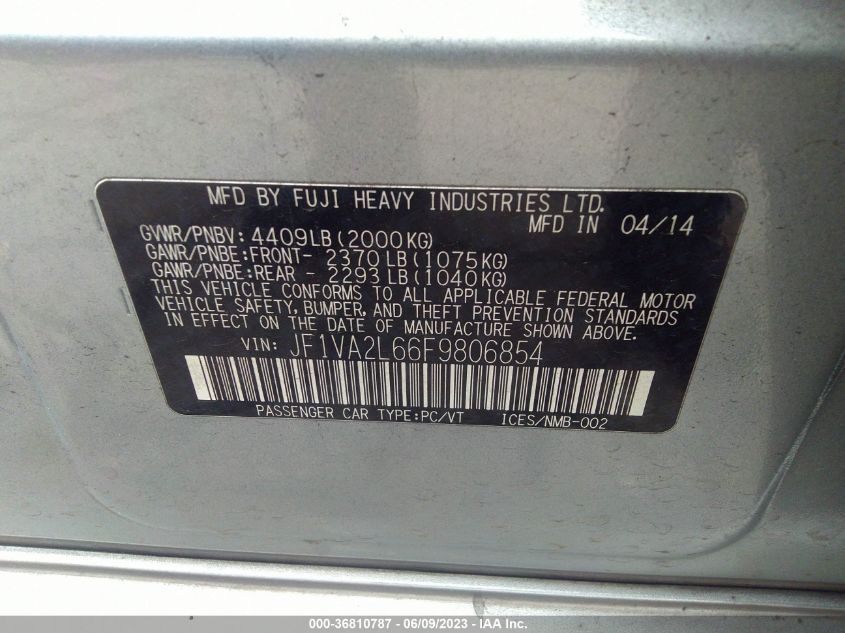 MFD BY FUJI HEAVY INDUSTRIES LTD.
MFD IN 04/14
GVWR/PNBV: 4409LB(2000KG)
GAWR/PNBE:FRONT- 2370LB(1075KG)
GAWR/PNBE:REAR - 2293LB(1040KG)
THIS VEHICLE CONFORMS TO ALL APPLICABLE FEDERAL MOTOR
VEHICLE SAFETY, BUMPER, AND THEFT PREVENTION STANDARDS
IN EFFECT ON THE DATE OF MANUFACTURE SHOWN ABOVE.
VIN: JF1VA2L66F9806854
PASSENGER CAR TYPE:PC/VT ICES/NMB-002
000-36810787 - 06/09/2023 - IAA Inc.